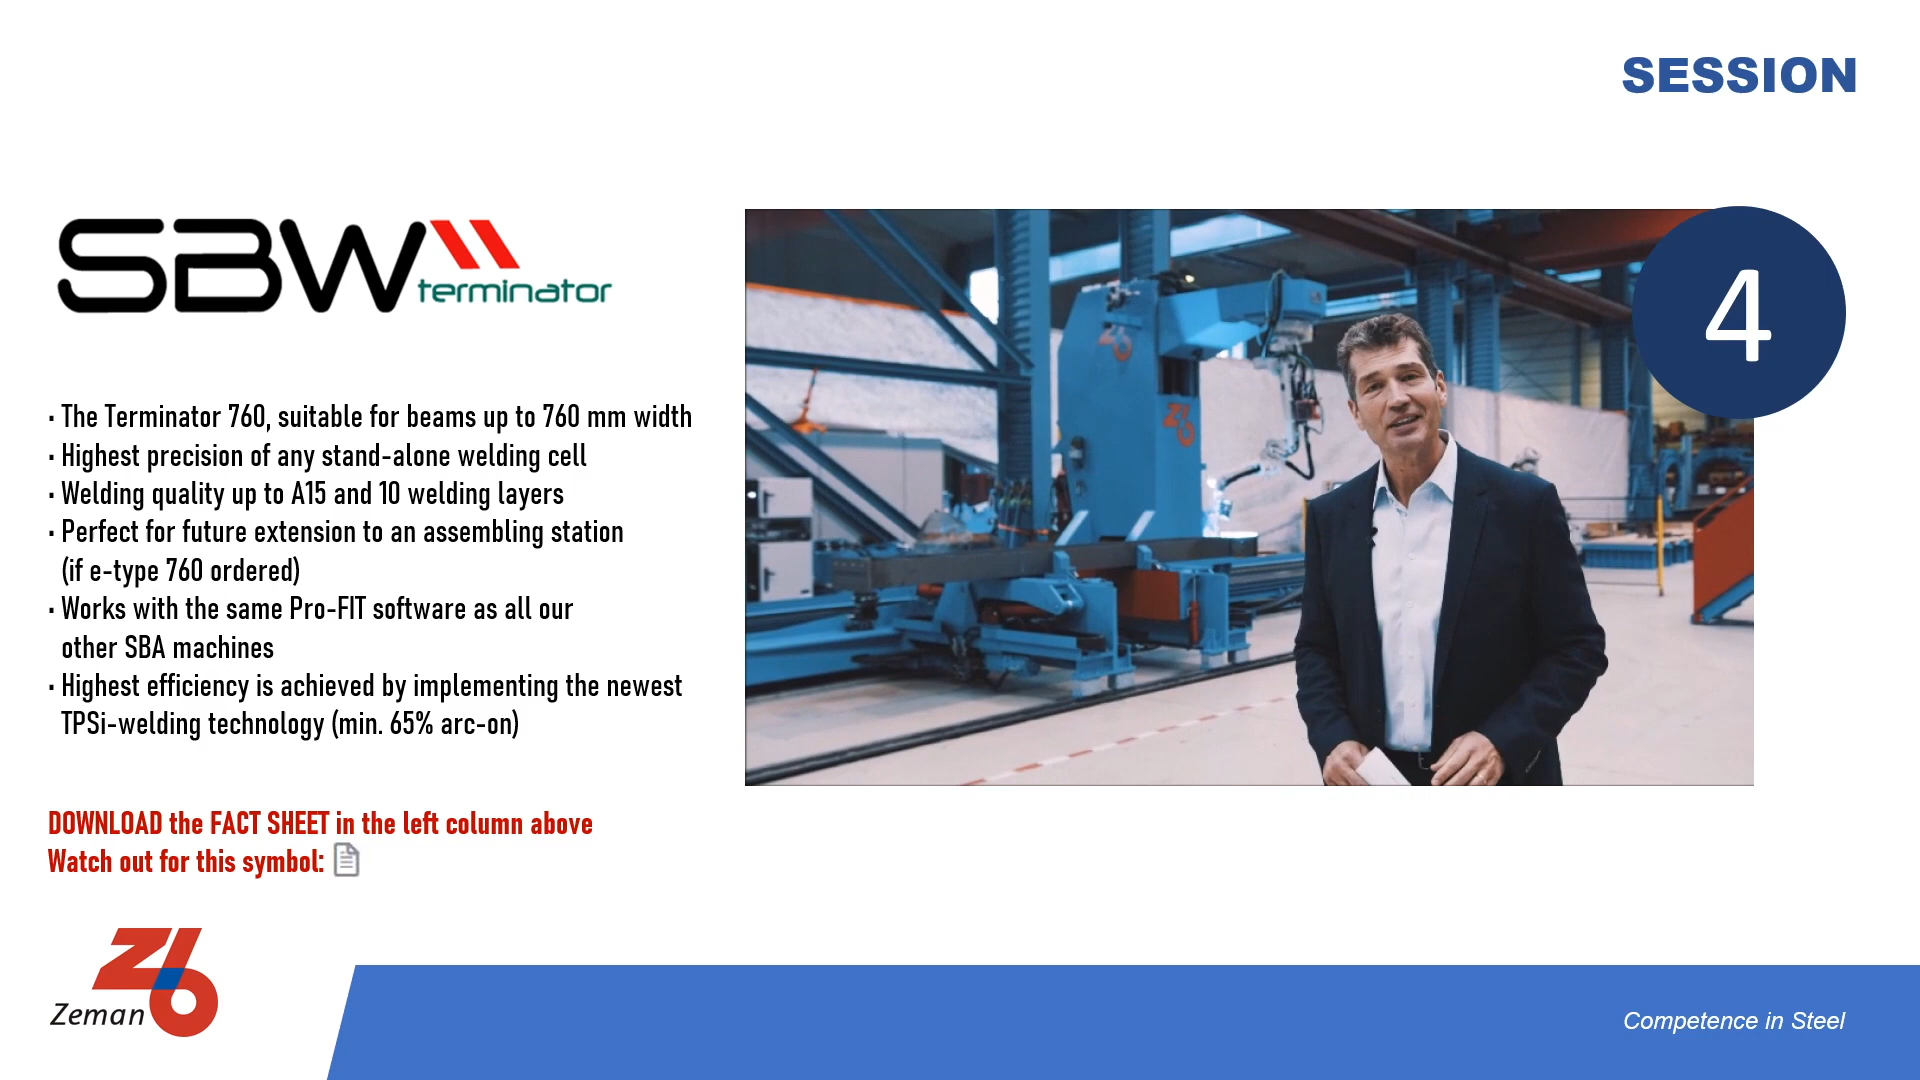 SESSION
4
SBW terminator
· The Terminator 760, suitable for beams up to 760 mm width
· Highest precision of any stand-alone welding cell
· Welding quality up to A15 and 10 welding layers
· Perfect for future extension to an assembling station
(if e-type 760 ordered)
· Works with the same Pro-FIT software as all our
other SBA machines
· Highest efficiency is achieved by implementing the newest
TPSi-welding technology (min. 65% arc-on)
DOWNLOAD the FACT SHEET in the left column above
Watch out for this symbol:
Zeman
Competence in Steel